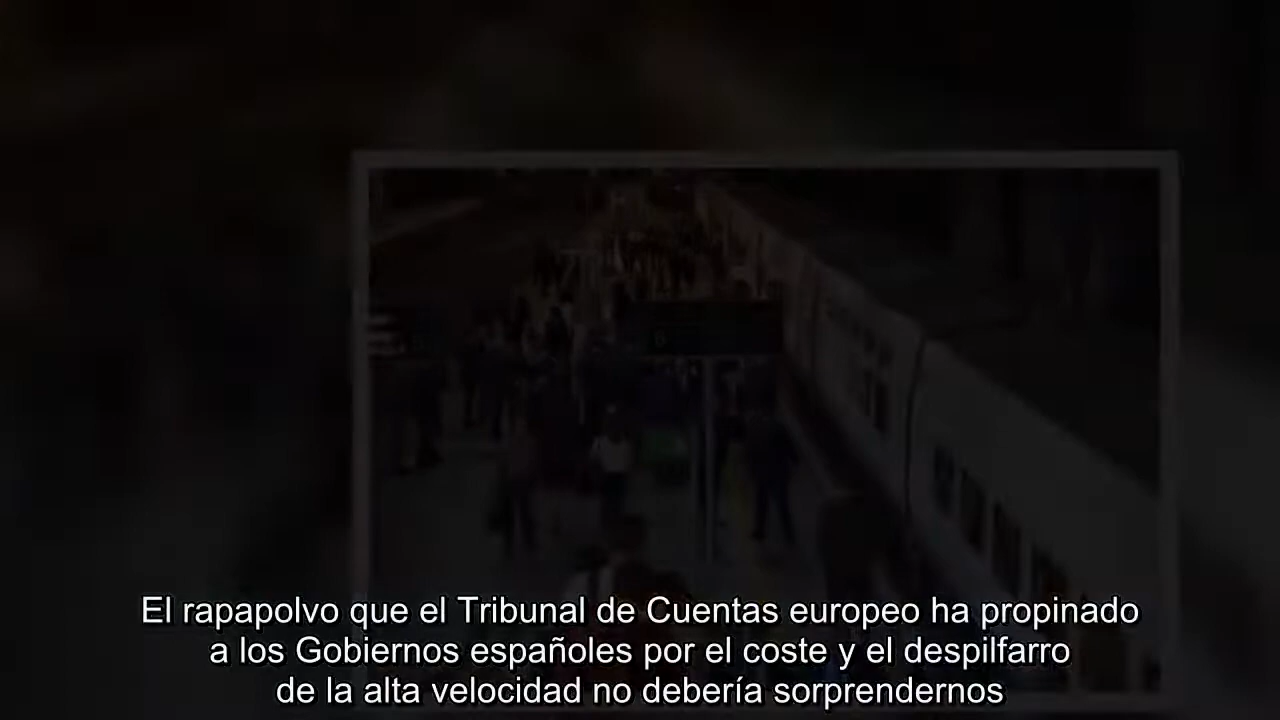 El rapapolvo que el Tribunal de Cuentas europeo ha propinado
a los Gobiernos españoles por el coste y el despilfarro
de la alta velocidad no debería sorprendernos